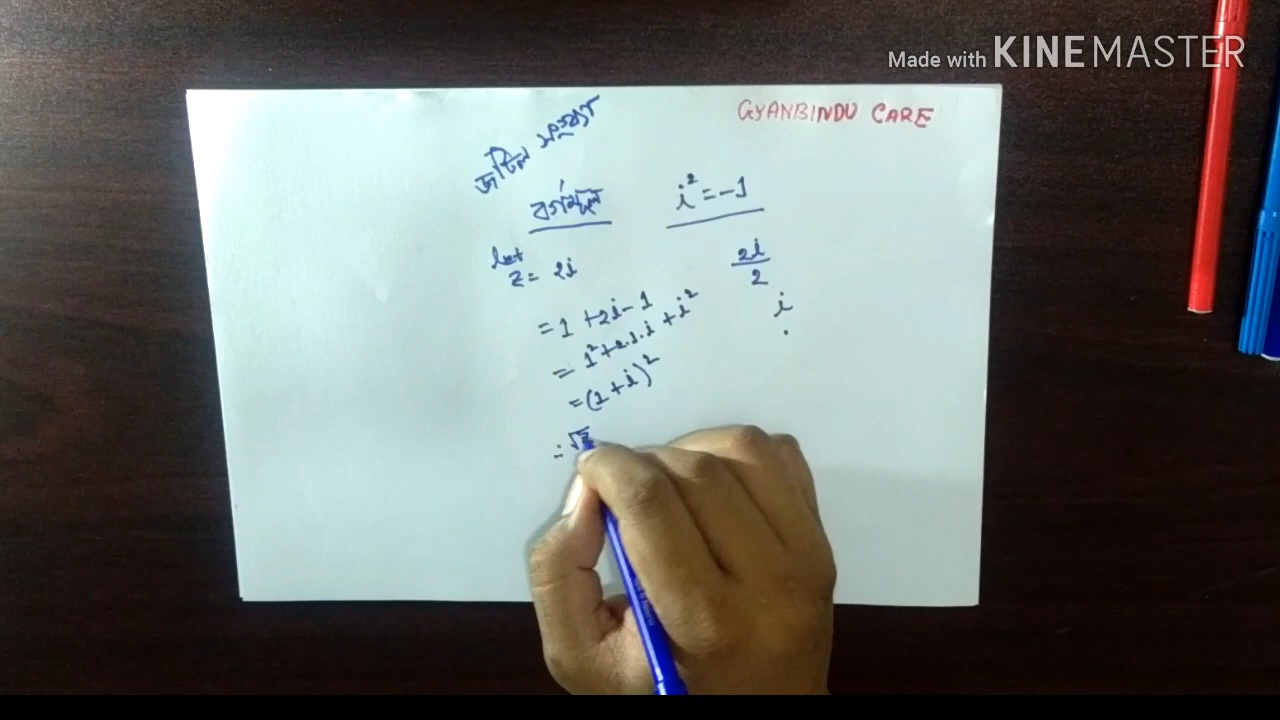 Made with KINEMASTER
GYANBINDU CARE
জটিল সংখ্যা
বর্গমূল
i² = -1
let
z = 2i
= 1 + 2i - 1
= 1² + 2.1.i + i²
= (1 + i)²
∴ √z
2i
2
i